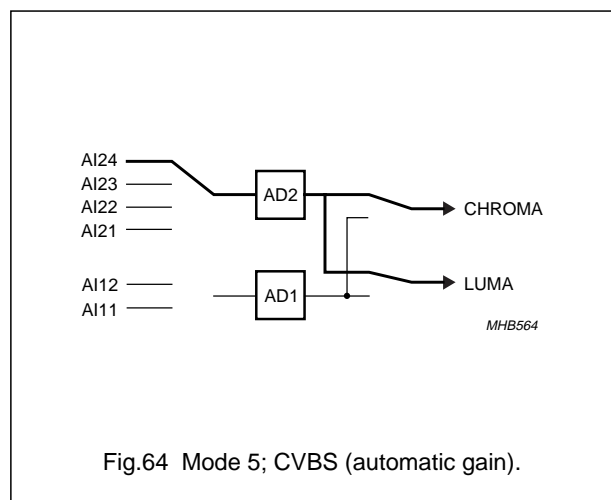 AI24
AI23
AI22
AI21
AD2
CHROMA
AI12
AI11
AD1
LUMA
MHB564
Fig.64 Mode 5; CVBS (automatic gain).